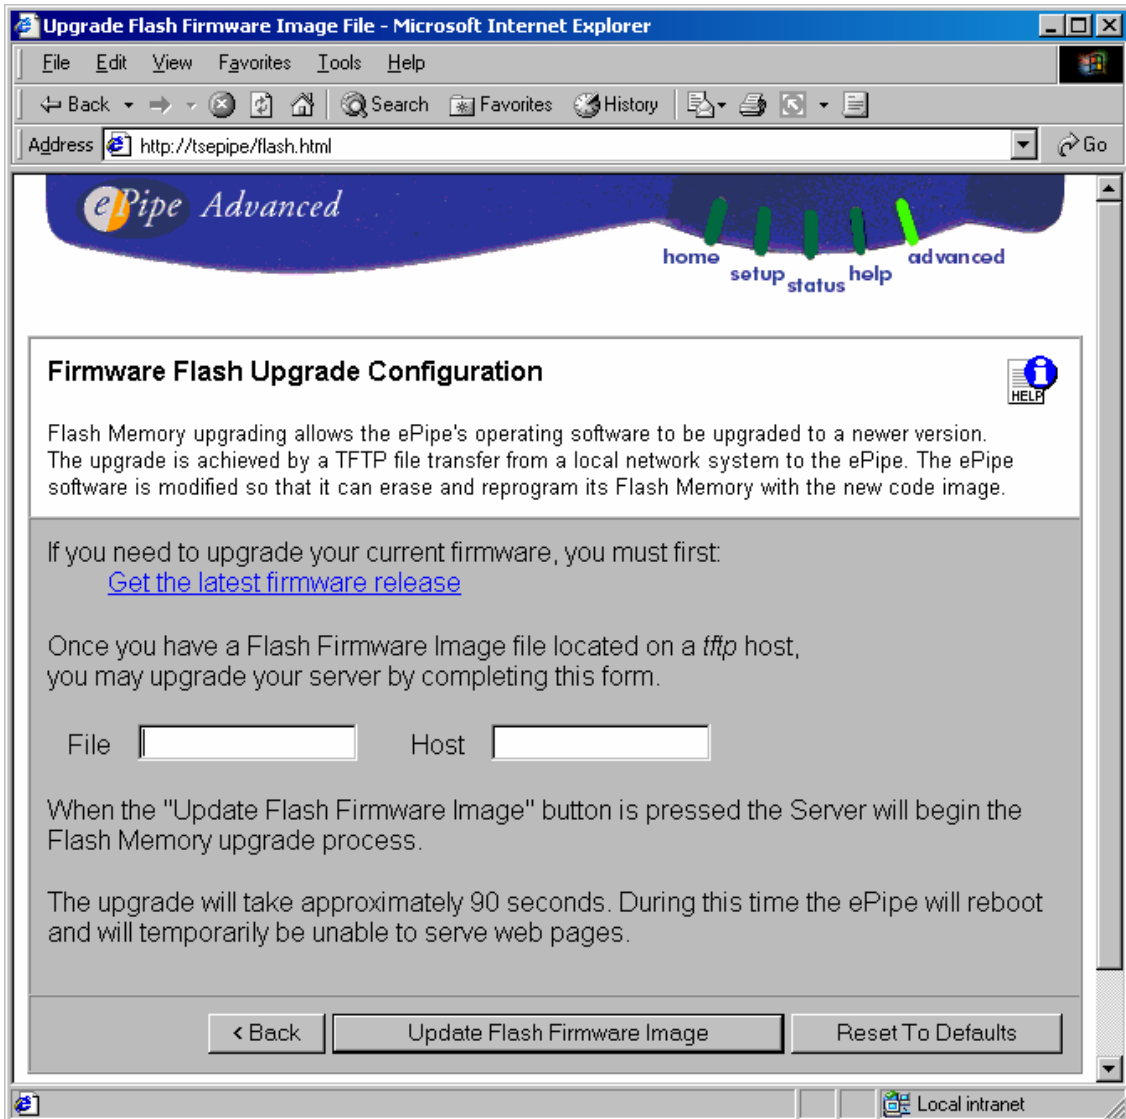 Upgrade Flash Firmware Image File - Microsoft Internet Explorer
File Edit View Favorites Tools Help
Back Search Favorites History
Address http://tsepipe/flash.html Go
ePipe Advanced
home setup status help advanced
Firmware Flash Upgrade Configuration
HELP
Flash Memory upgrading allows the ePipe's operating software to be upgraded to a newer version.
The upgrade is achieved by a TFTP file transfer from a local network system to the ePipe. The ePipe
software is modified so that it can erase and reprogram its Flash Memory with the new code image.
If you need to upgrade your current firmware, you must first:
Get the latest firmware release
Once you have a Flash Firmware Image file located on a tftp host,
you may upgrade your server by completing this form.
File Host
When the "Update Flash Firmware Image" button is pressed the Server will begin the
Flash Memory upgrade process.
The upgrade will take approximately 90 seconds. During this time the ePipe will reboot
and will temporarily be unable to serve web pages.
< Back Update Flash Firmware Image Reset To Defaults
Local intranet